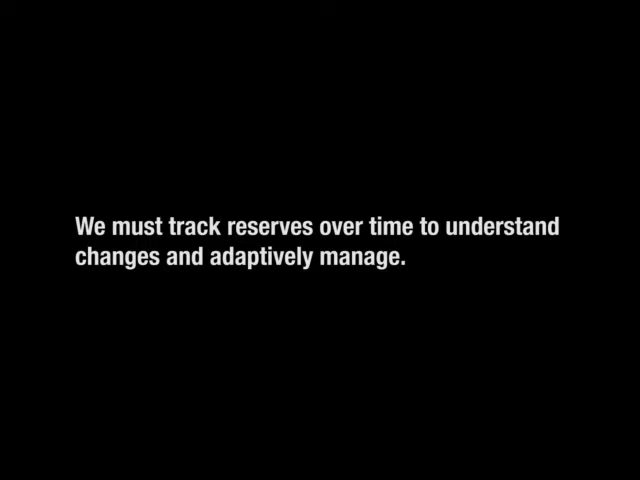 We must track reserves over time to understand
changes and adaptively manage.